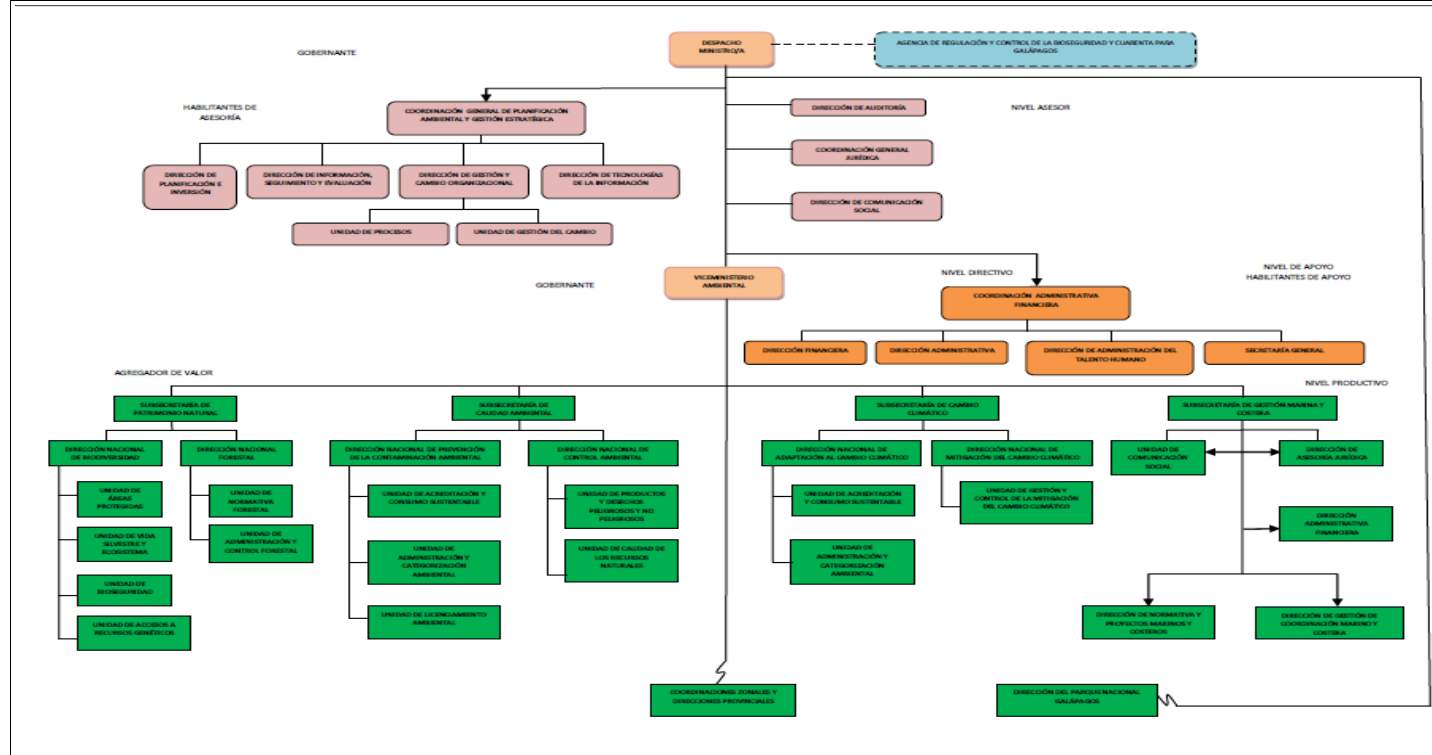 DESPACHO
MINISTRO/A
AGENCIA DE REGULACIÓN Y CONTROL DE LA BIOSEGURIDAD Y CUARENTA PARA
GALÁPAGOS
GOBERNANTE
HABILITANTES DE
ASESORÍA
COORDINACIÓN GENERAL DE PLANIFICACIÓN
AMBIENTAL Y GESTIÓN ESTRATÉGICA
DIRECCIÓN DE AUDITORÍA
NIVEL ASESOR
COORDINACIÓN GENERAL
JURÍDICA
DIRECCIÓN DE
PLANIFICACIÓN E
INVERSIÓN
DIRECCIÓN DE INFORMACIÓN,
SEGUIMIENTO Y EVALUACIÓN
DIRECCIÓN DE GESTIÓN Y
CAMBIO ORGANIZACIONAL
DIRECCIÓN DE TECNOLOGÍAS
DE LA INFORMACIÓN
DIRECCIÓN DE COMUNICACIÓN
SOCIAL
UNIDAD DE PROCESOS
UNIDAD DE GESTIÓN DEL CAMBIO
GOBERNANTE
VICEMINISTERIO
AMBIENTAL
NIVEL DIRECTIVO
NIVEL DE APOYO
HABILITANTES DE APOYO
COORDINACIÓN ADMINISTRATIVA
FINANCIERA
DIRECCIÓN FINANCIERA
DIRECCIÓN ADMINISTRATIVA
DIRECCIÓN DE ADMINISTRACIÓN DEL
TALENTO HUMANO
SECRETARÍA GENERAL
AGREGADOR DE VALOR
NIVEL PRODUCTIVO
SUBSECRETARÍA DE
PATRIMONIO NATURAL
SUBSECRETARÍA DE
CALIDAD AMBIENTAL
SUBSECRETARÍA DE CAMBIO
CLIMÁTICO
SUBSECRETARÍA DE GESTIÓN MARINA Y
COSTERA
DIRECCIÓN NACIONAL
DE BIODIVERSIDAD
DIRECCIÓN NACIONAL
FORESTAL
DIRECCIÓN NACIONAL DE PREVENCIÓN
DE LA CONTAMINACIÓN AMBIENTAL
DIRECCIÓN NACIONAL DE
CONTROL AMBIENTAL
DIRECCIÓN NACIONAL DE
ADAPTACIÓN AL CAMBIO CLIMÁTICO
DIRECCIÓN NACIONAL DE
MITIGACIÓN DEL CAMBIO CLIMÁTICO
UNIDAD DE
COMUNICACIÓN
SOCIAL
DIRECCIÓN DE
ASESORÍA JURÍDICA
UNIDAD DE
ÁREAS
PROTEGIDAS
UNIDAD DE
NORMATIVA
FORESTAL
UNIDAD DE ACREDITACIÓN Y
CONSUMO SUSTENTABLE
UNIDAD DE PRODUCTOS
Y DESECHOS
PELIGROSOS Y NO
PELIGROSOS
UNIDAD DE ACREDITACIÓN
Y CONSUMO SUSTENTABLE
UNIDAD DE GESTIÓN Y
CONTROL DE LA MITIGACIÓN
DEL CAMBIO CLIMÁTICO
DIRECCIÓN
ADMINISTRATIVA
FINANCIERA
UNIDAD DE VIDA
SILVESTRE Y
ECOSISTEMA
UNIDAD DE
ADMINISTRACIÓN Y
CONTROL FORESTAL
UNIDAD DE
ADMINISTRACIÓN Y
CATEGORIZACIÓN
AMBIENTAL
UNIDAD DE CALIDAD DE
LOS RECURSOS
NATURALES
UNIDAD DE
ADMINISTRACIÓN Y
CATEGORIZACIÓN
AMBIENTAL
UNIDAD DE
BIOSEGURIDAD
UNIDAD DE ACCESOS A
RECURSOS GENÉTICOS
UNIDAD DE LICENCIAMIENTO
AMBIENTAL
DIRECCIÓN DE NORMATIVA Y
PROYECTOS MARINOS Y
COSTEROS
DIRECCIÓN DE GESTIÓN DE
COORDINACIÓN MARINO Y
COSTERA
COORDINACIONES ZONALES Y
DIRECCIONES PROVINCIALES
DIRECCIÓN DEL PARQUE NACIONAL
GALÁPAGOS